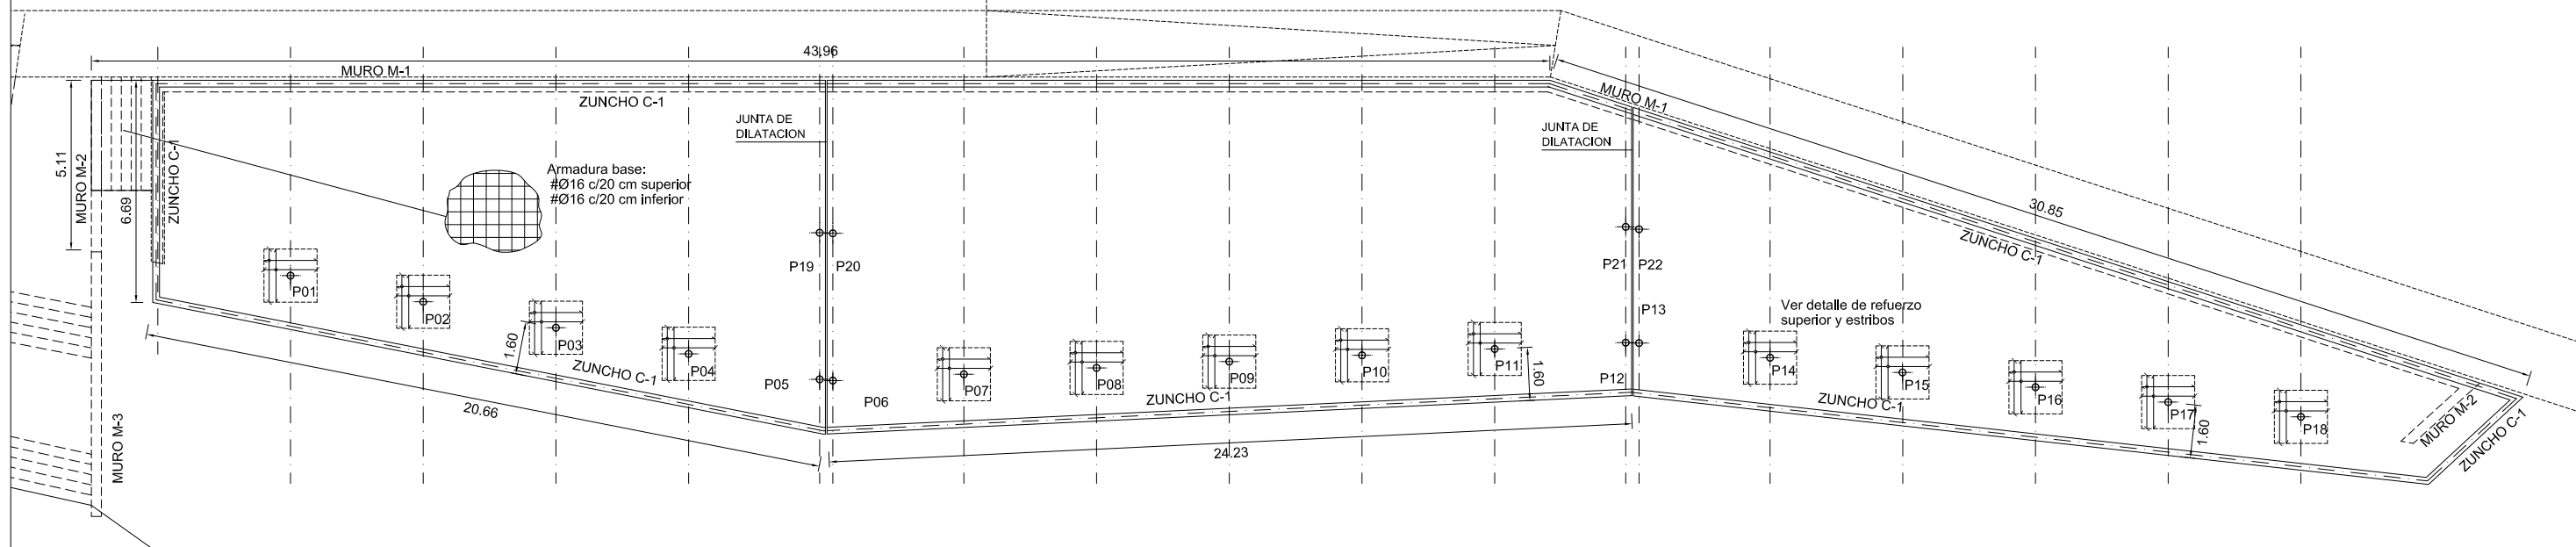 43.96
MURO M-1
ZUNCHO C-1
MURO M-1
JUNTA DE
DILATACION
JUNTA DE
DILATACION
5.11
MURO M-2
6.69
ZUNCHO C-1
Armadura base:
#Ø16 c/20 cm superior
#Ø16 c/20 cm inferior
30.85
ZUNCHO C-1
P19
P20
P21
P22
P01
P02
P03
P04
P05
P06
P07
P08
P09
P10
P11
P12
P13
Ver detalle de refuerzo
superior y estribos
P14
P15
P16
P17
P18
1.60
1.60
1.60
ZUNCHO C-1
ZUNCHO C-1
ZUNCHO C-1
MURO M-2
ZUNCHO C-1
20.66
24.23
MURO M-3